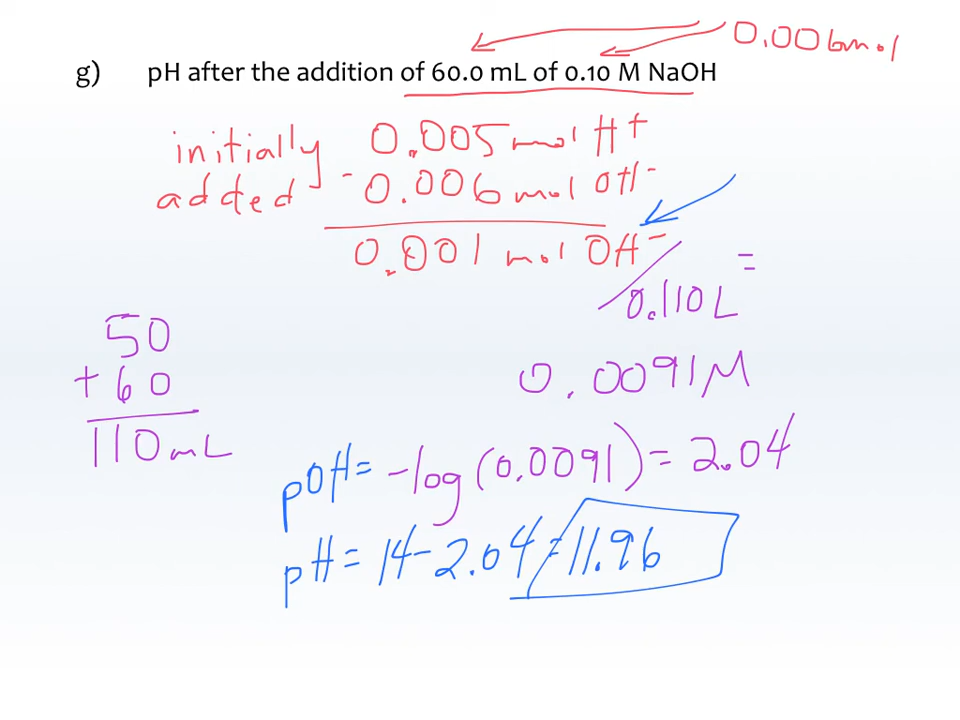 0.006mol
g) pH after the addition of 60.0 mL of 0.10 M NaOH
initially 0.005 mol H+
added - 0.006 mol OH-
0.001 mol OH-
0.110L =
50
+ 60
110mL
0.0091M
pOH = -log(0.0091) = 2.04
pH = 14-2.04 = 11.96